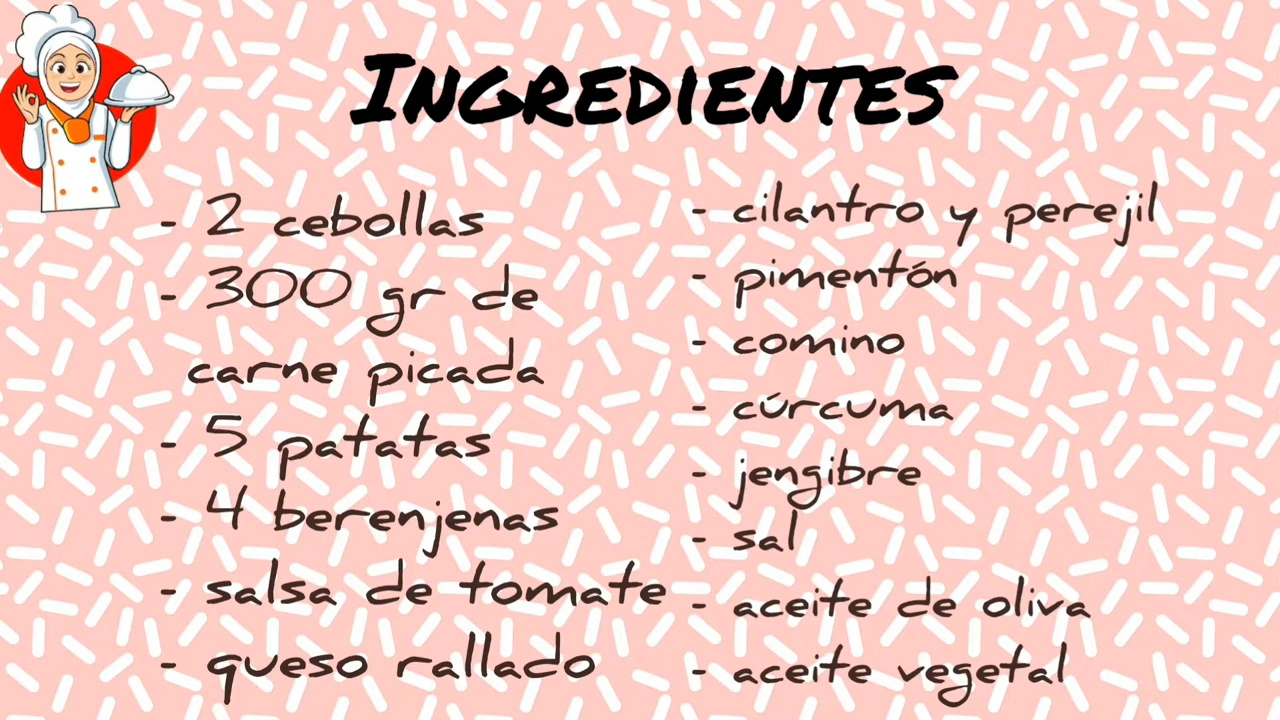 INGREDIENTES
- 2 cebollas
- 300 gr de
carne picada
- 5 patatas
- 4 berenjenas
- salsa de tomate
- queso rallado
- cilantro y perejil
- pimentón
- comino
- cúrcuma
- jengibre
- sal
- aceite de oliva
- aceite vegetal